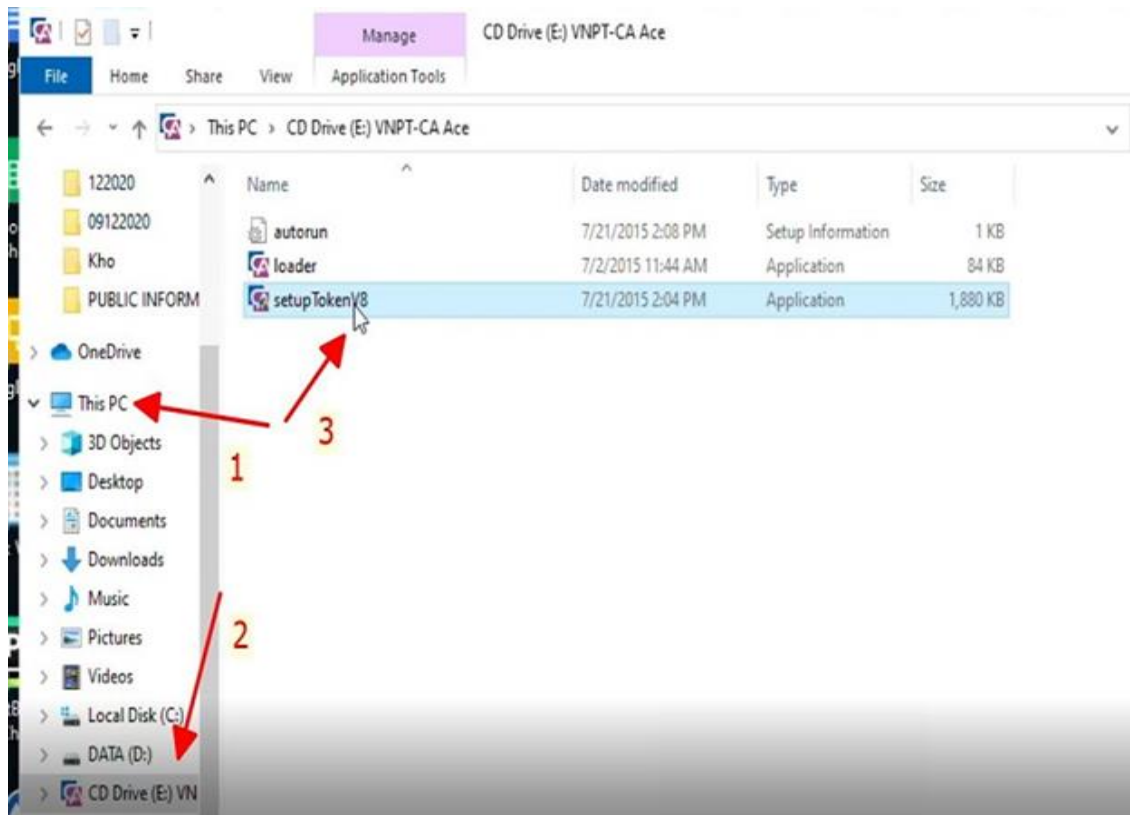 Manage
CD Drive (E:) VNPT-CA Ace
File
Home
Share
View
Application Tools
This PC > CD Drive (E:) VNPT-CA Ace
122020
09122020
Kho
PUBLIC INFORM
OneDrive
This PC
3D Objects
Desktop
Documents
Downloads
Music
Pictures
Videos
Local Disk (C:)
DATA (D:)
CD Drive (E:) VN
Name Date modified Type Size
autorun 7/21/2015 2:08 PM Setup Information 1 KB
loader 7/2/2015 11:44 AM Application 84 KB
setupTokenV8 7/21/2015 2:04 PM Application 1,880 KB
1
3
2